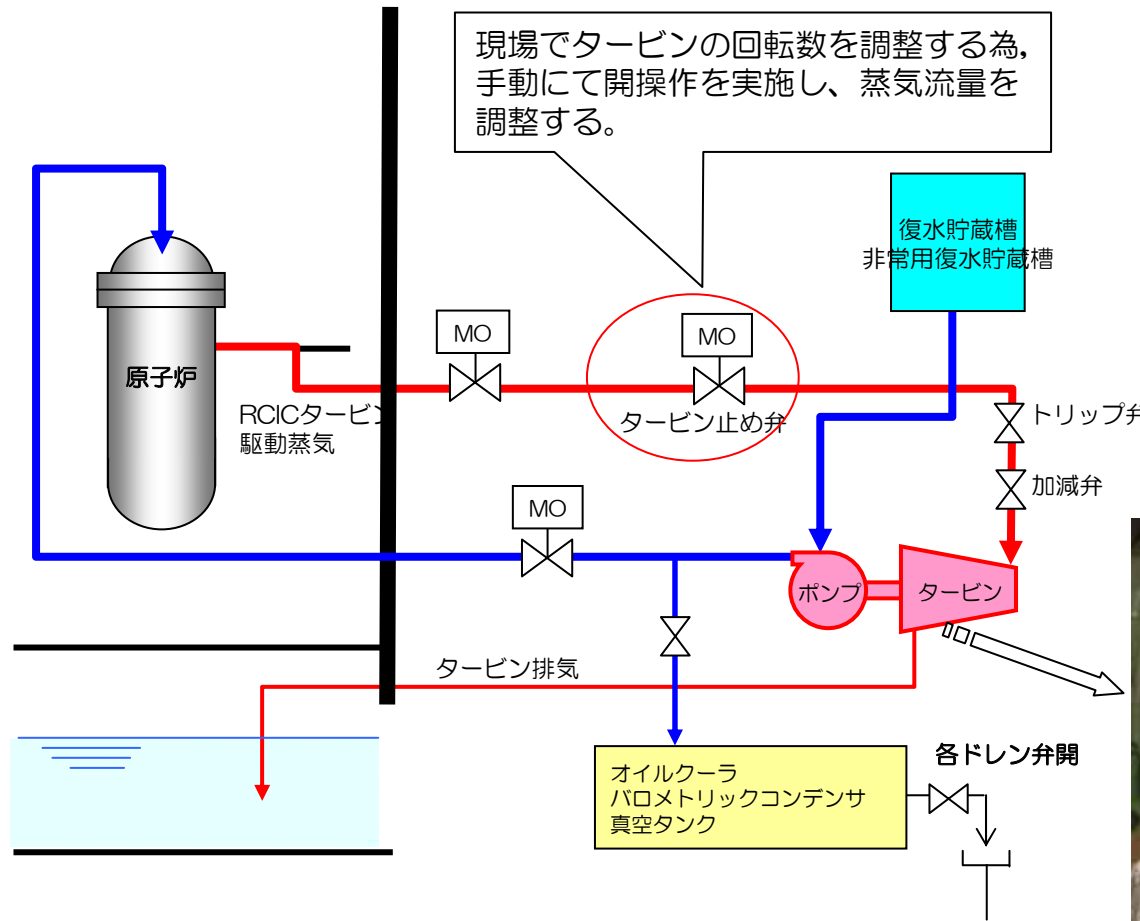 現場でタービンの回転数を調整する為,
手動にて開操作を実施し、蒸気流量を
調整する。
復水貯蔵槽
非常用復水貯蔵槽
MO
MO
原子炉
RCICタービン
駆動蒸気
タービン止め弁
トリップ弁
加減弁
MO
ポンプ
タービン
タービン排気
各ドレン弁開
オイルクーラ
バロメトリックコンデンサ
真空タンク